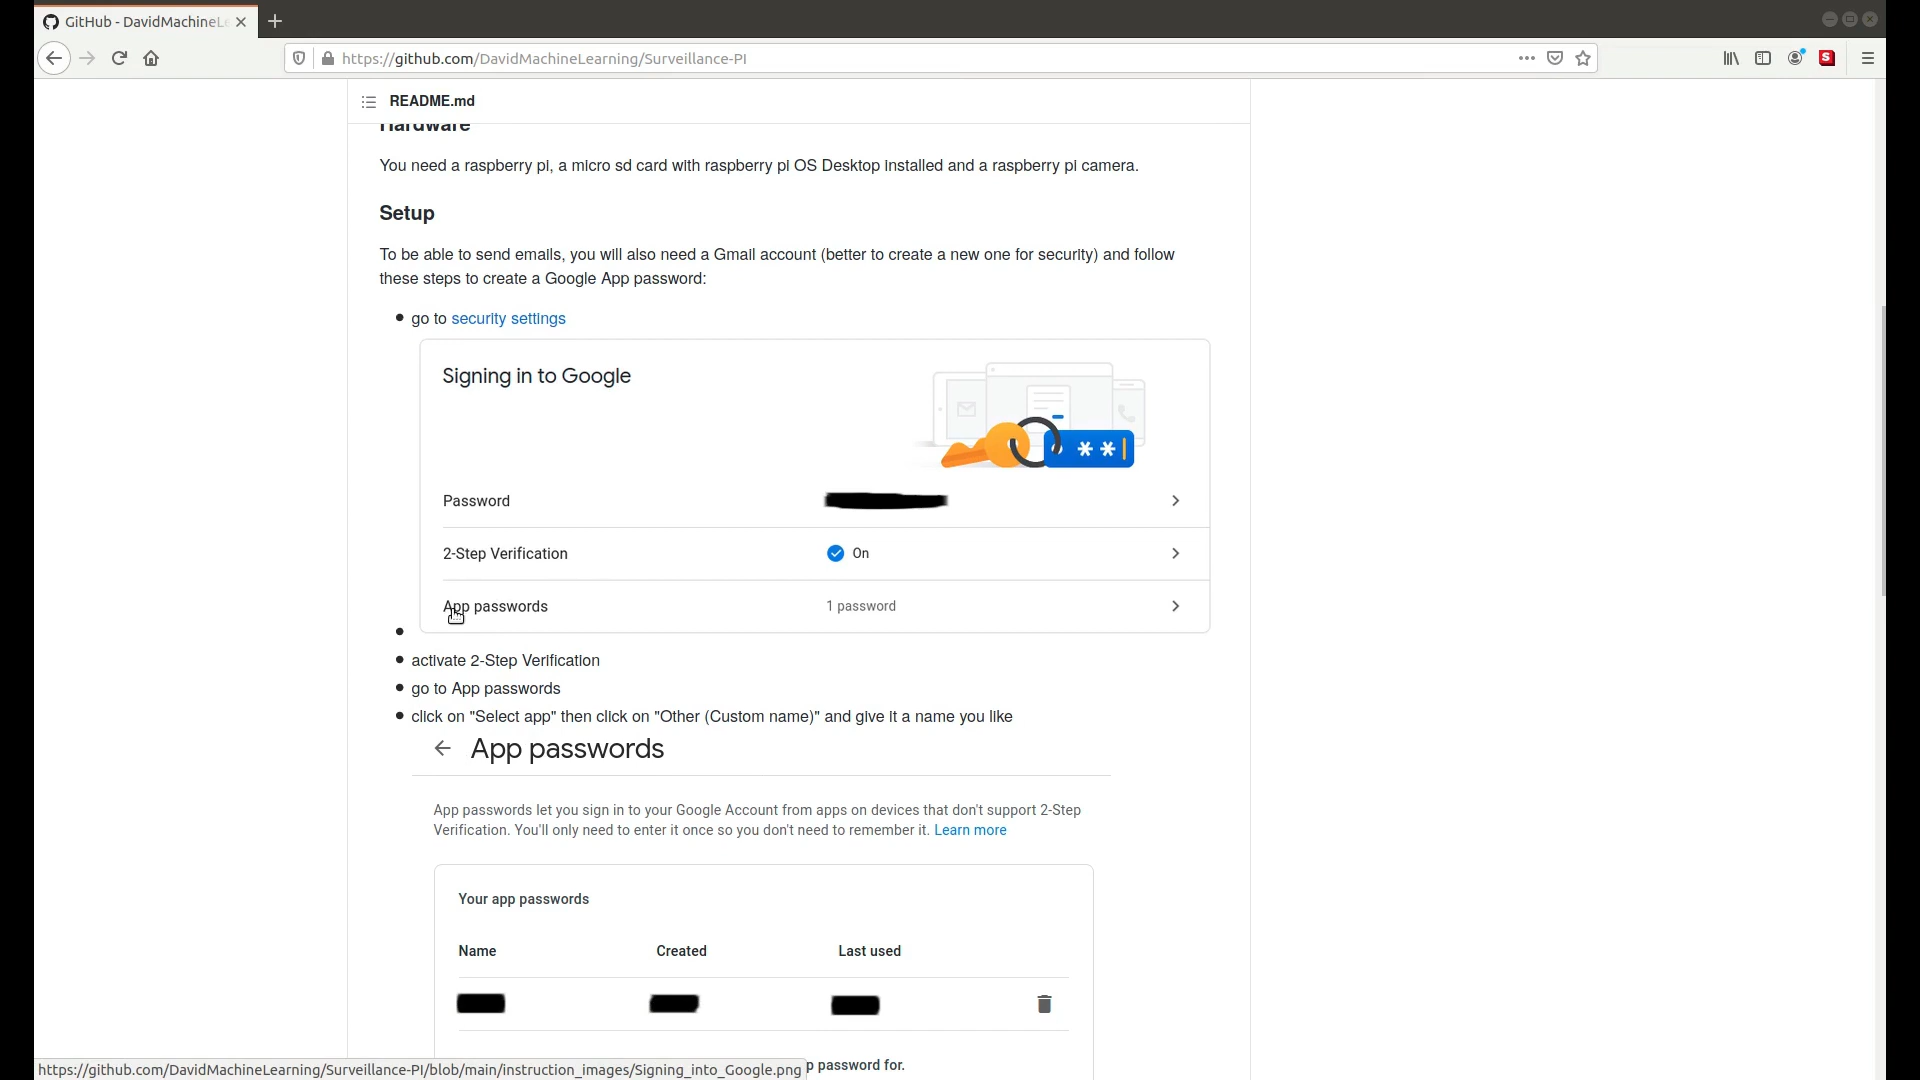 GitHub - DavidMachineLe
https://github.com/DavidMachineLearning/Surveillance-PI
README.md
Hardware
You need a raspberry pi, a micro sd card with raspberry pi OS Desktop installed and a raspberry pi camera.
Setup
To be able to send emails, you will also need a Gmail account (better to create a new one for security) and follow
these steps to create a Google App password:
go to security settings
Signing in to Google
**
Password
2-Step Verification On
App passwords 1 password
activate 2-Step Verification
go to App passwords
click on "Select app" then click on "Other (Custom name)" and give it a name you like
App passwords
App passwords let you sign in to your Google Account from apps on devices that don't support 2-Step
Verification. You'll only need to enter it once so you don't need to remember it. Learn more
Your app passwords
Name Created Last used
p password for.
https://github.com/DavidMachineLearning/Surveillance-PI/blob/main/instruction_images/Signing_into_Google.png